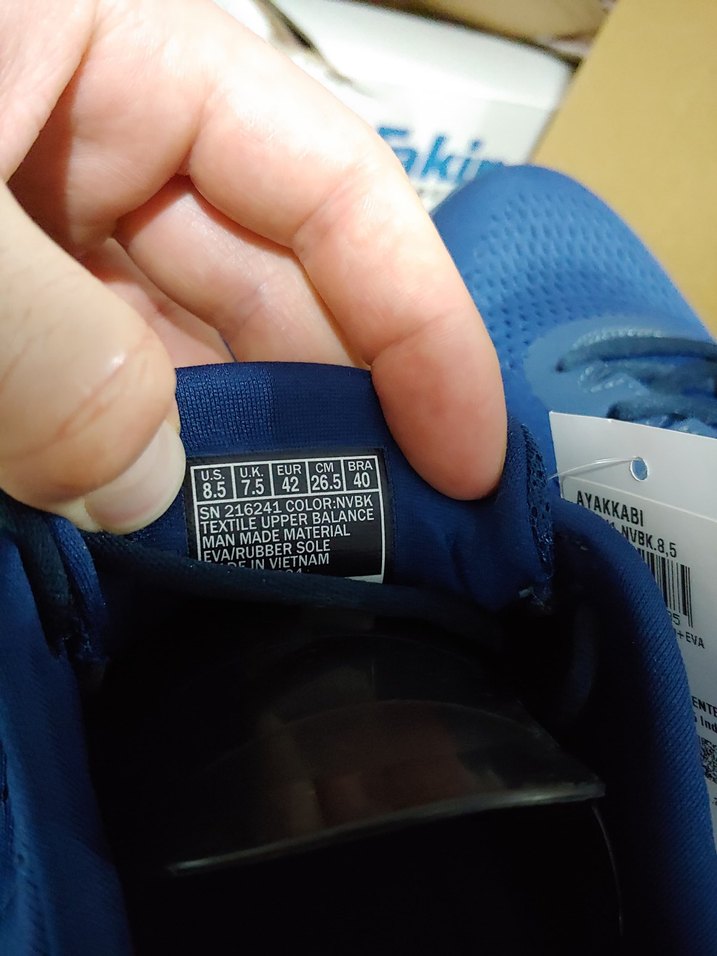 U.S. U.K. EUR CM BRA
8.5 7.5 42 26.5 40
SN 216241 COLOR:NVBK
TEXTILE UPPER BALANCE
MAN MADE MATERIAL
EVA/RUBBER SOLE
IN VIETNAM
AYAKKABI
NVBK.8,5
+EVA